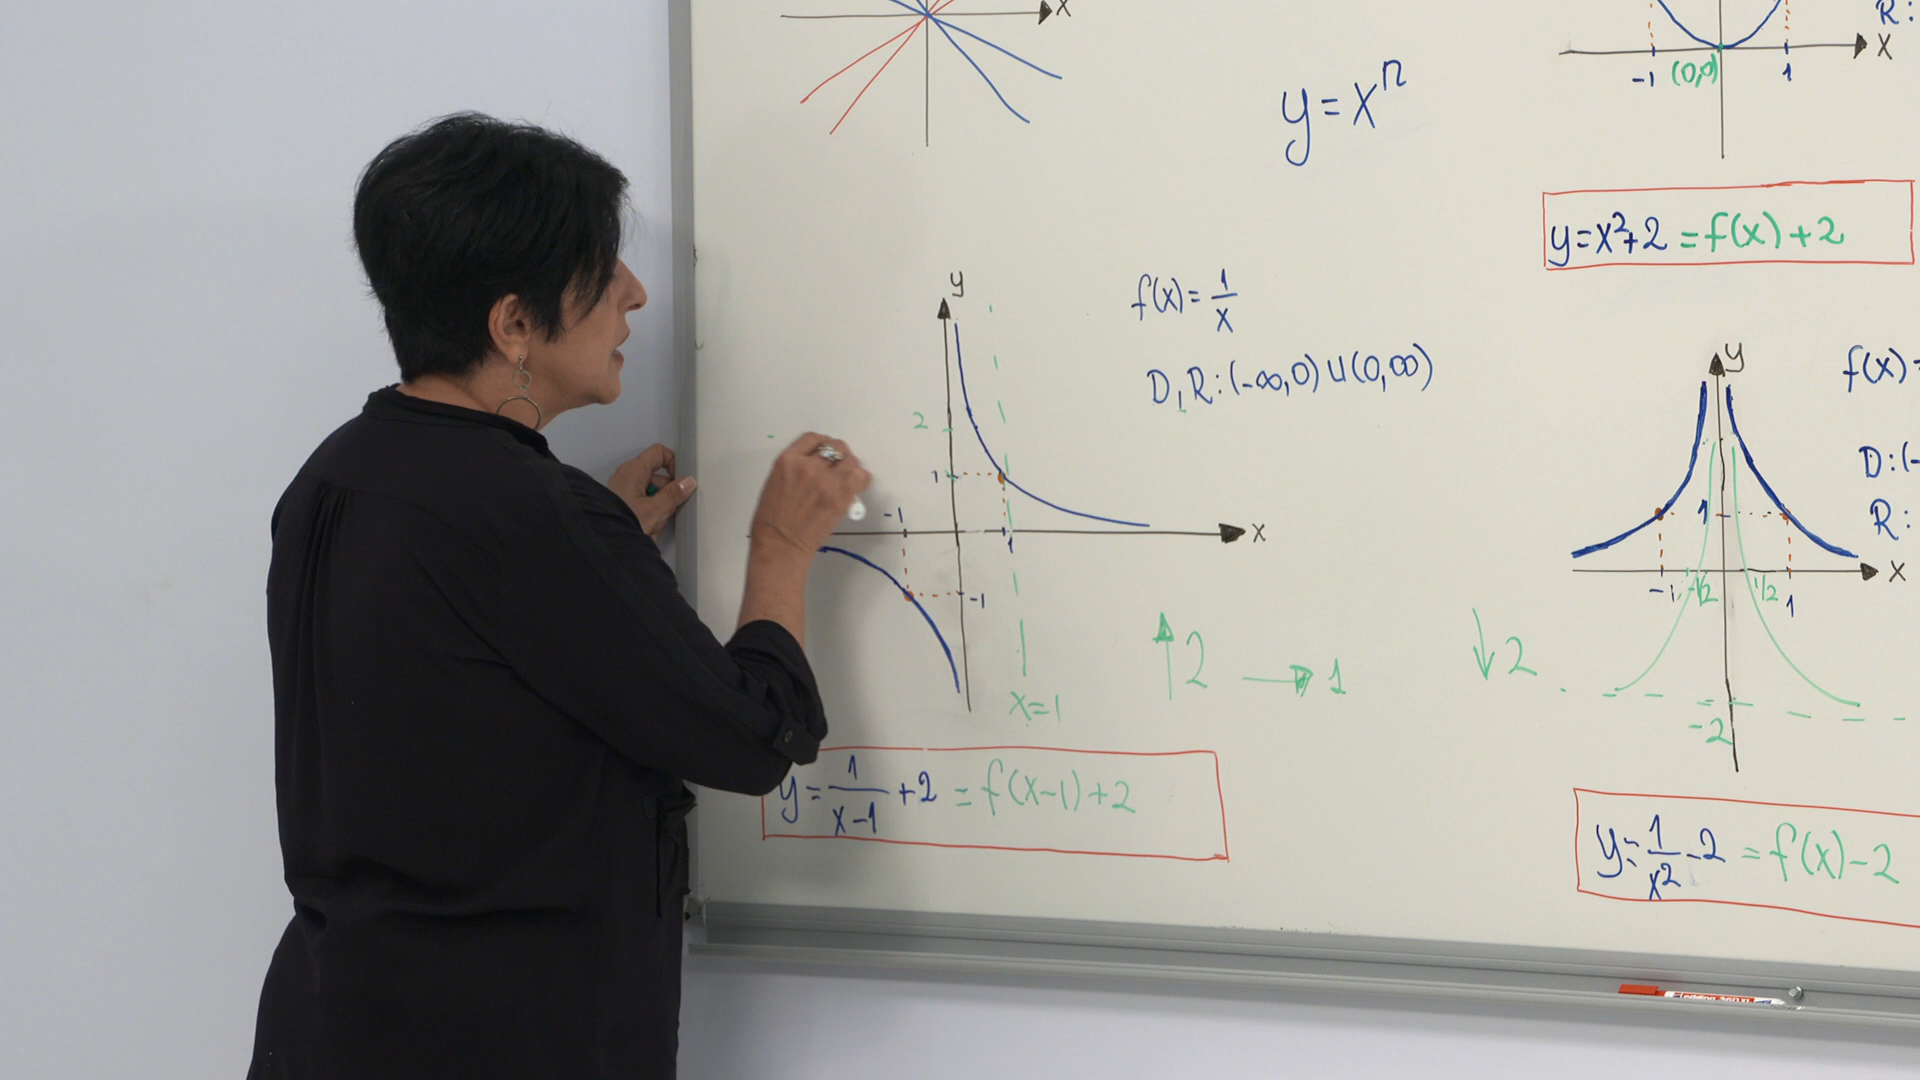 x
y = xⁿ
R:
x
-1
(0,0)
1
y = x²+2 = f(x)+2
y
f(x) = 1/x
D, R: (-∞,0) U (0,∞)
2
1
-1
1
x
-1
x=1
↑2 → 1
y = 1/(x-1) + 2 = f(x-1)+2
y
f(x)=
D: (-
R:
1
x
-1
-1/2
1/2
1
↓2
-2
y = 1/x² - 2 = f(x)-2